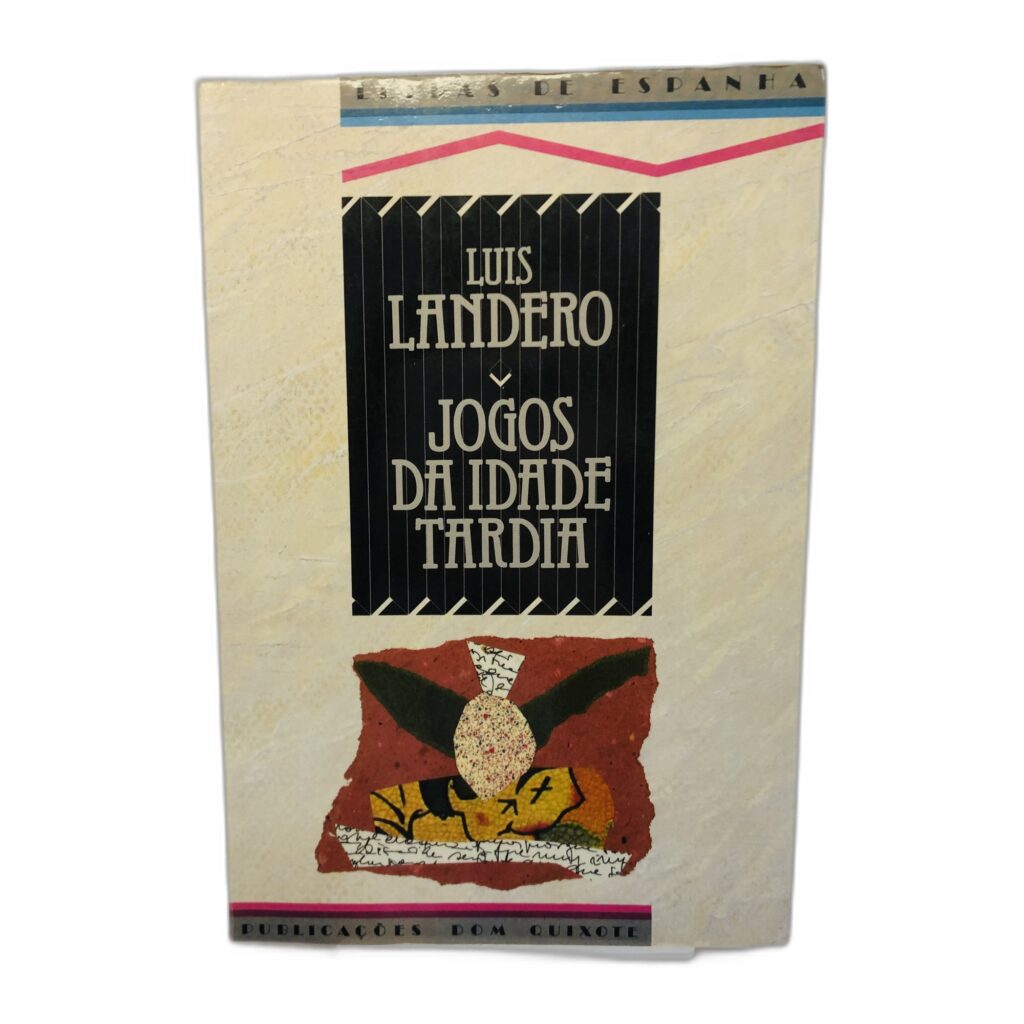 DE ESPANHA
LUIS
LANDERO
JOGOS
DA IDADE
TARDIA
PUBLICAÇÕES DOM QUIXOTE